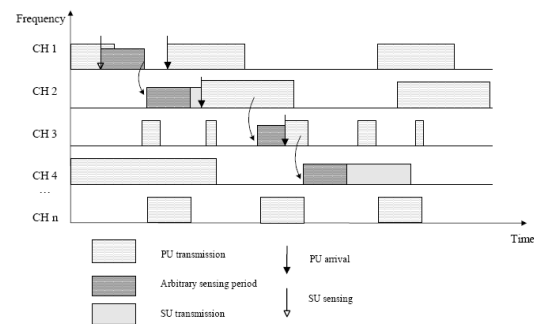 Frequency
CH 1
CH 2
CH 3
CH 4
...
CH n
Time
PU transmission
PU arrival
Arbitrary sensing period
SU sensing
SU transmission